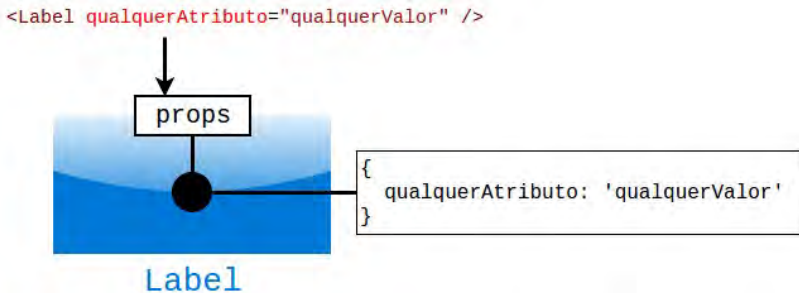 <Label qualquerAtributo="qualquerValor" />
props
{
qualquerAtributo: 'qualquerValor'
}
Label